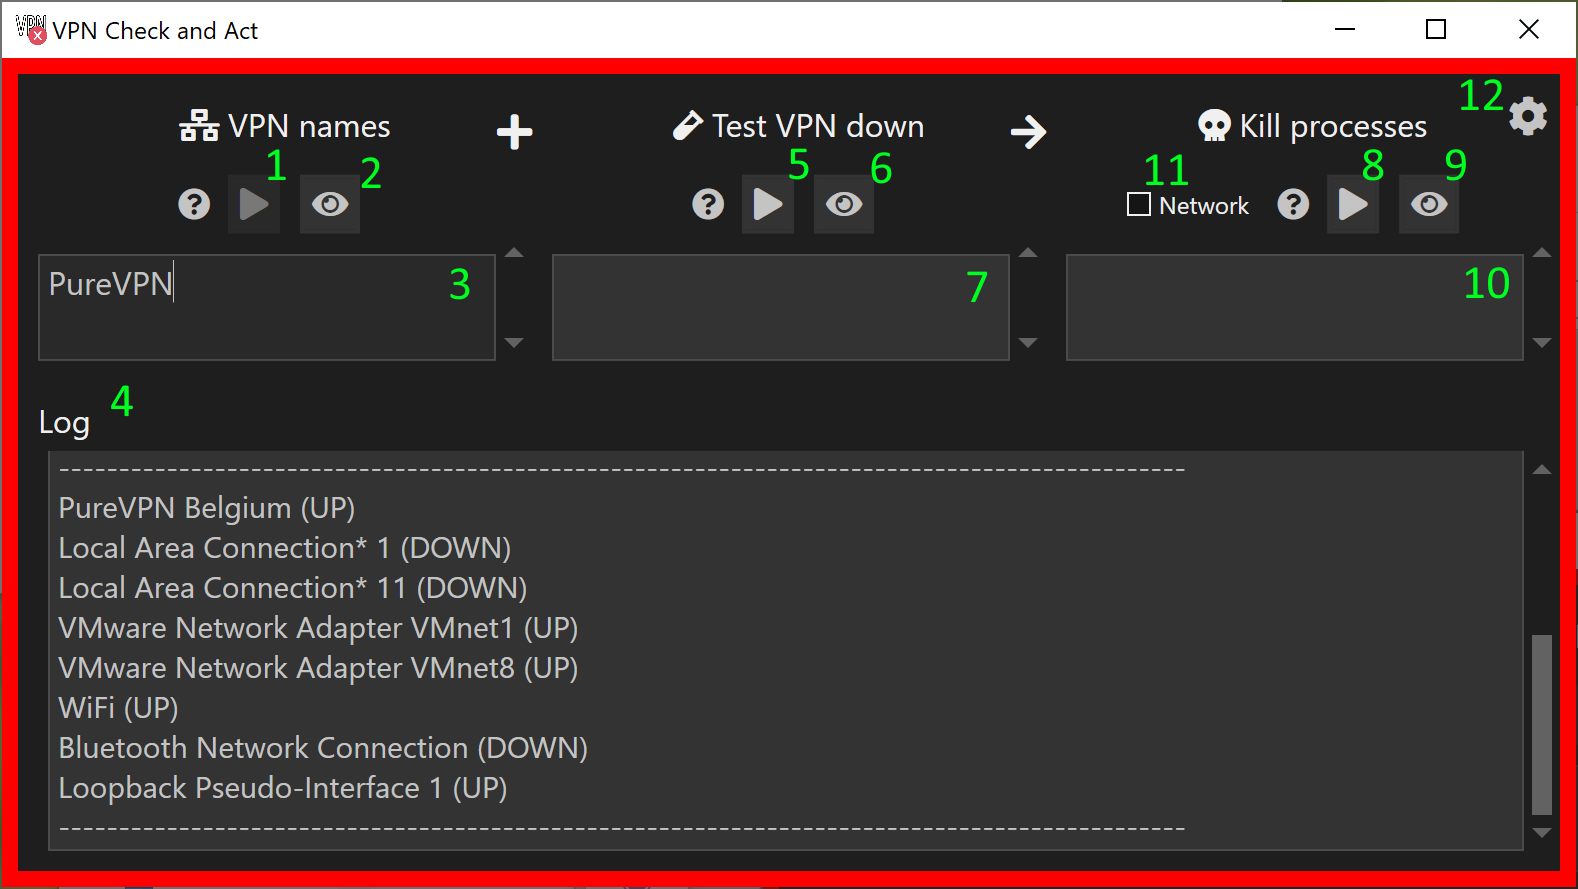 VPN VPN Check and Act
12
VPN names
Test VPN down
Kill processes
1
2
5
6
11
8
9
?
?
Network
?
PureVPN
3
7
10
4
Log
--------------------------------------------------------------------------------------------
PureVPN Belgium (UP)
Local Area Connection* 1 (DOWN)
Local Area Connection* 11 (DOWN)
VMware Network Adapter VMnet1 (UP)
VMware Network Adapter VMnet8 (UP)
WiFi (UP)
Bluetooth Network Connection (DOWN)
Loopback Pseudo-Interface 1 (UP)
--------------------------------------------------------------------------------------------